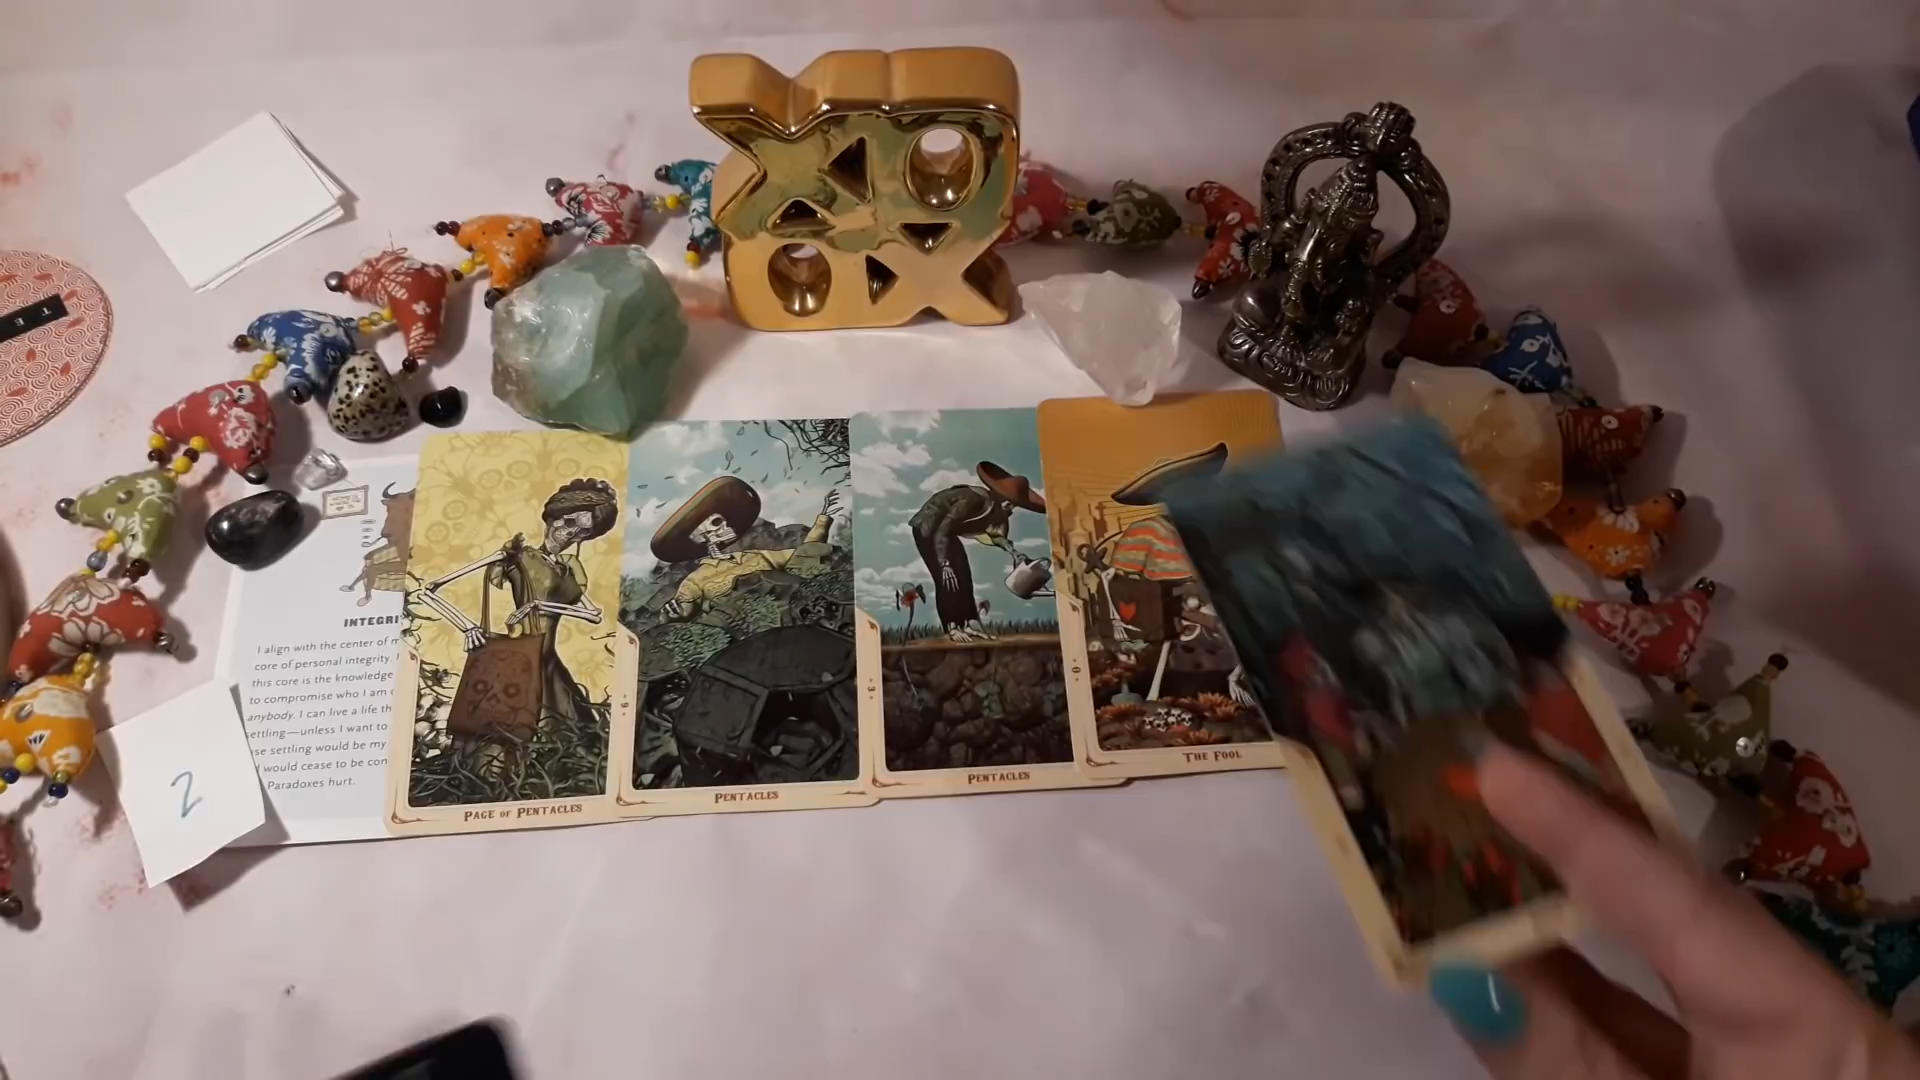 XO
OX
T E
INTEGRI
I align with the center of m
core of personal integrity.
this core is the knowledge
to compromise who I am
anybody. I can live a life th
settling—unless I want to
se settling would be my
I would cease to be con
Paradoxes hurt.
2
PAGE OF PENTACLES
· 9 ·
PENTACLES
· 3 ·
PENTACLES
· 0 ·
THE FOOL